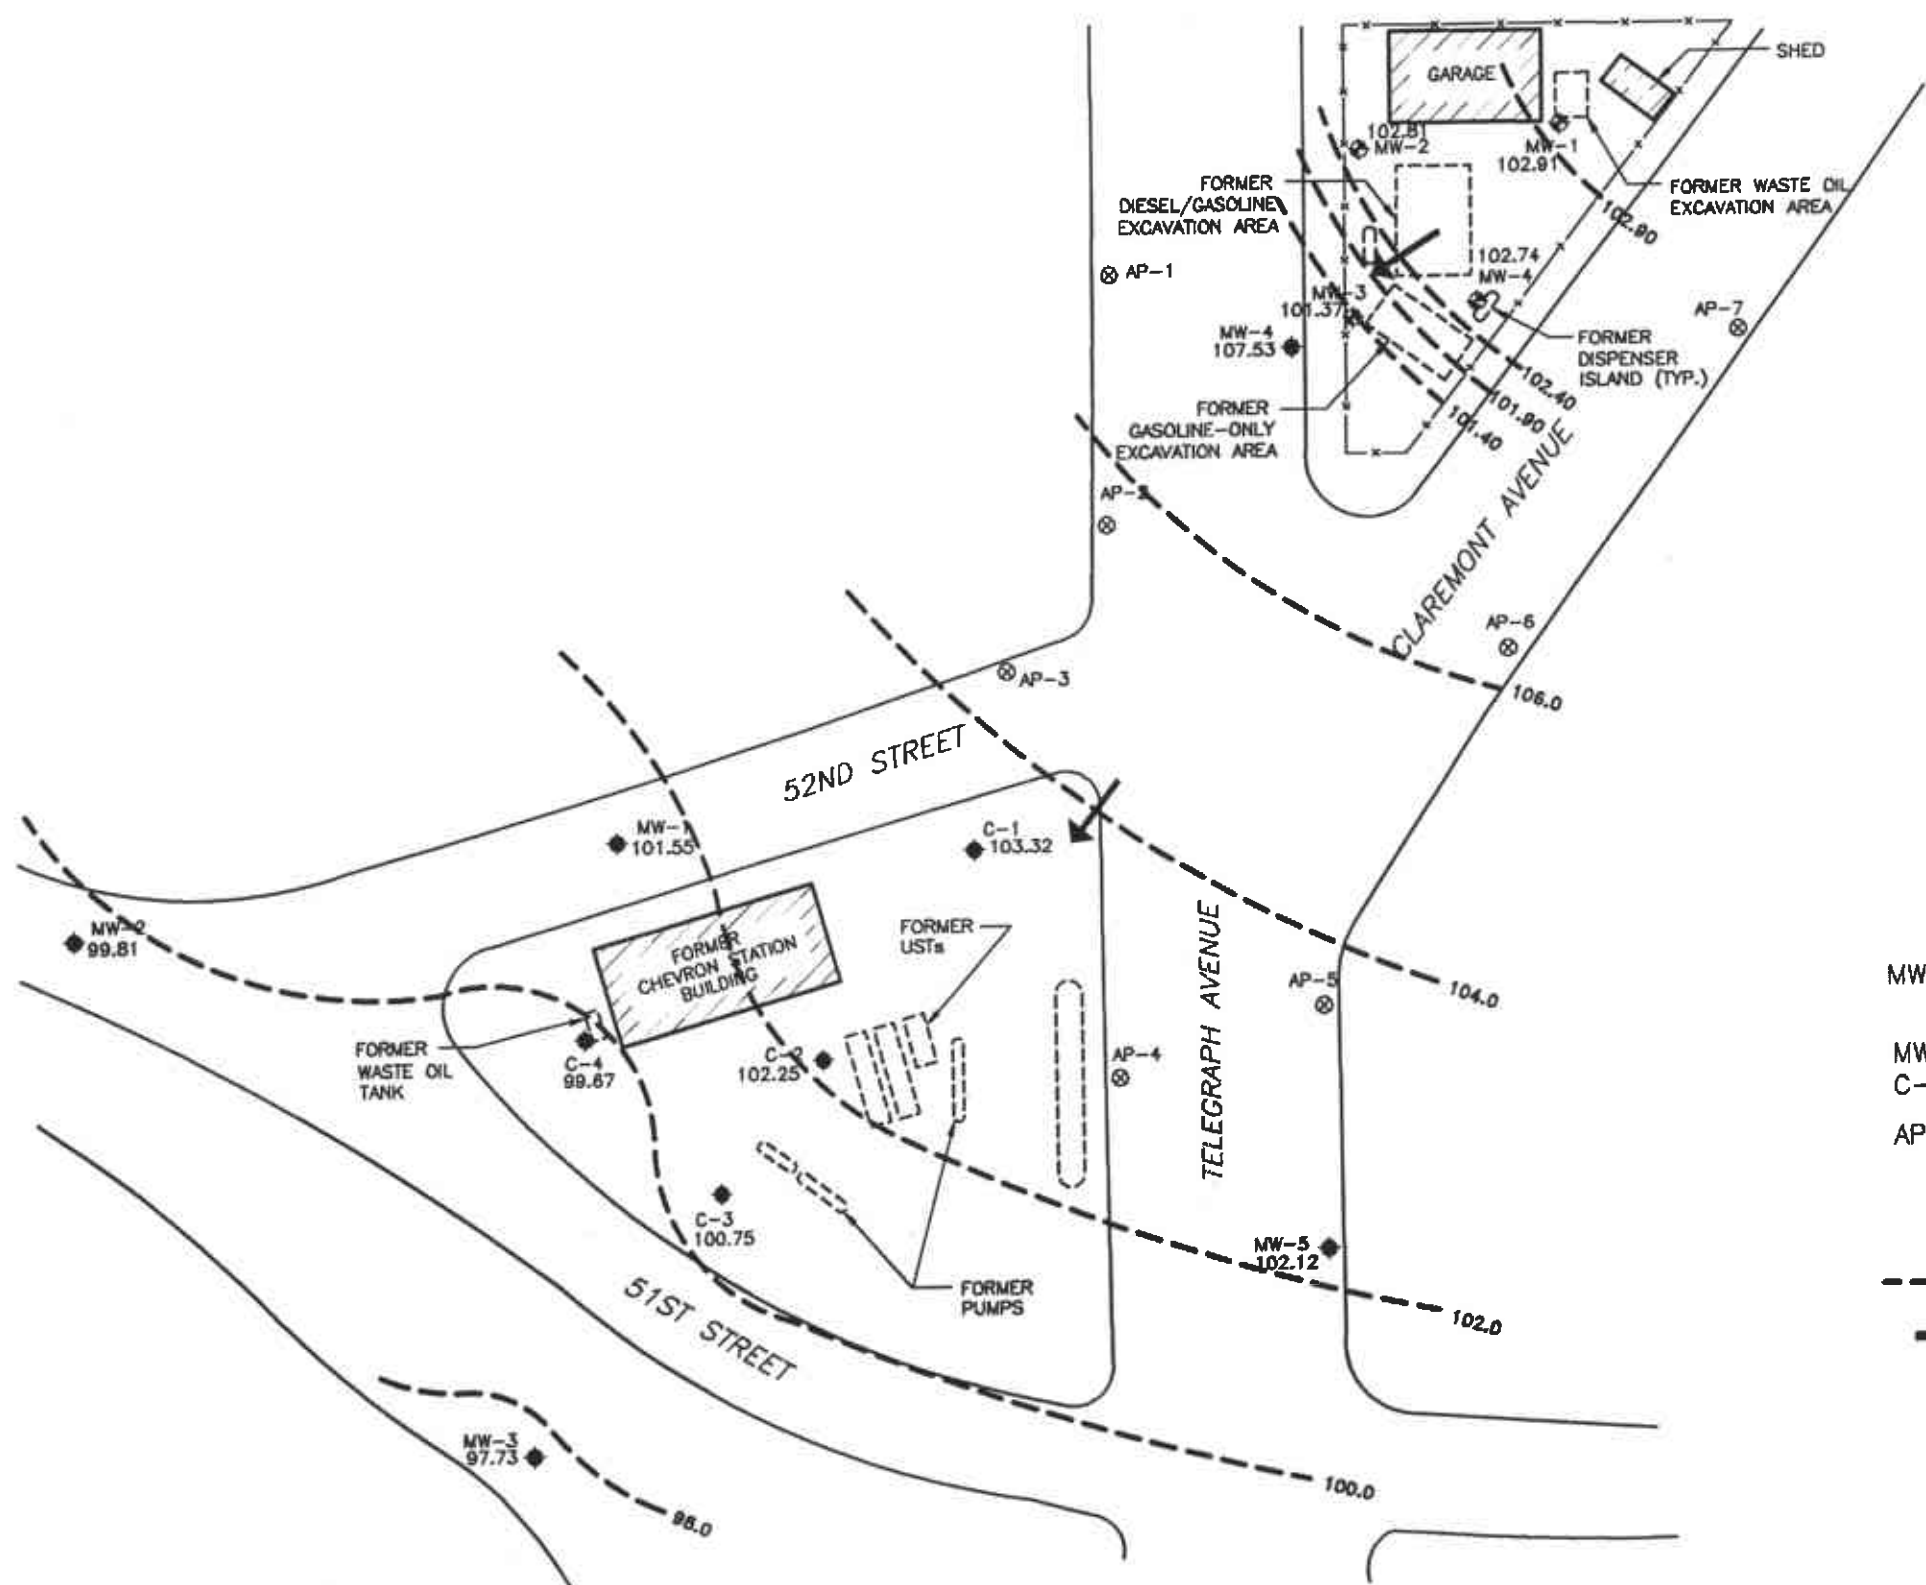 SHED
GARAGE
102.81
MW-2
MW-1
102.91
FORMER
DIESEL/GASOLINE
EXCAVATION AREA
FORMER WASTE OIL
EXCAVATION AREA
102.90
AP-1
102.74
MW-4
MW-3
101.37
MW-4
107.53
AP-7
FORMER
DISPENSER
ISLAND (TYP.)
102.40
101.90
101.40
FORMER
GASOLINE-ONLY
EXCAVATION AREA
CLAREMONT AVENUE
AP-2
AP-6
106.0
AP-3
52ND STREET
MW-1
101.55
C-1
103.32
MW-2
99.81
FORMER
CHEVRON STATION
BUILDING
FORMER
USTs
TELEGRAPH AVENUE
AP-5
104.0
MW
MW
C-
AP
FORMER
WASTE OIL
TANK
C-4
99.67
C-2
102.25
AP-4
C-3
100.75
MW-5
102.12
FORMER
PUMPS
102.0
51ST STREET
MW-3
97.73
98.0
100.0